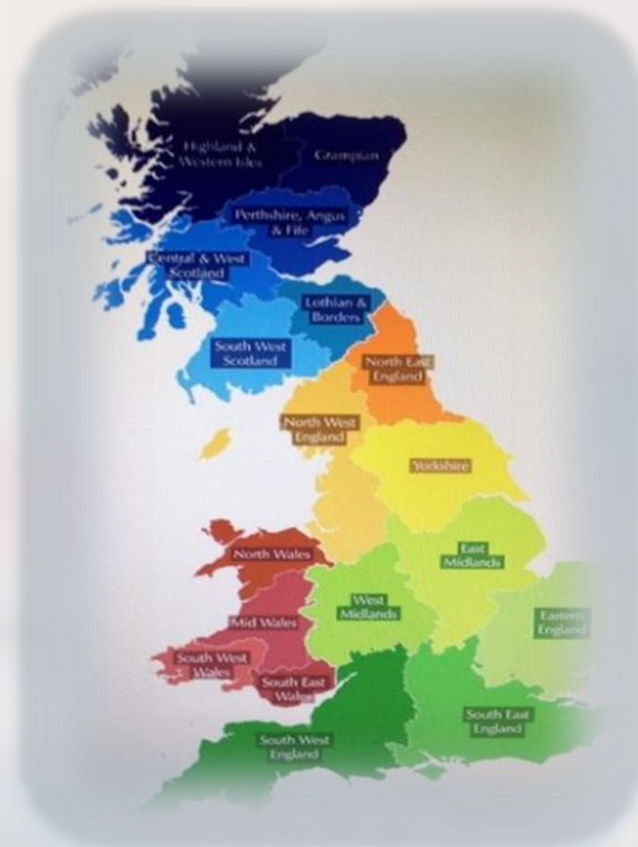 Highland &
Western Isles
Grampian
Perthshire, Angus
& Fife
Central & West
Scotland
Lothian &
Borders
South West
Scotland
North East
England
North West
England
Yorkshire
North Wales
East
Midlands
West
Midlands
Mid Wales
Eastern
England
South West
Wales
South East
Wales
South East
England
South West
England